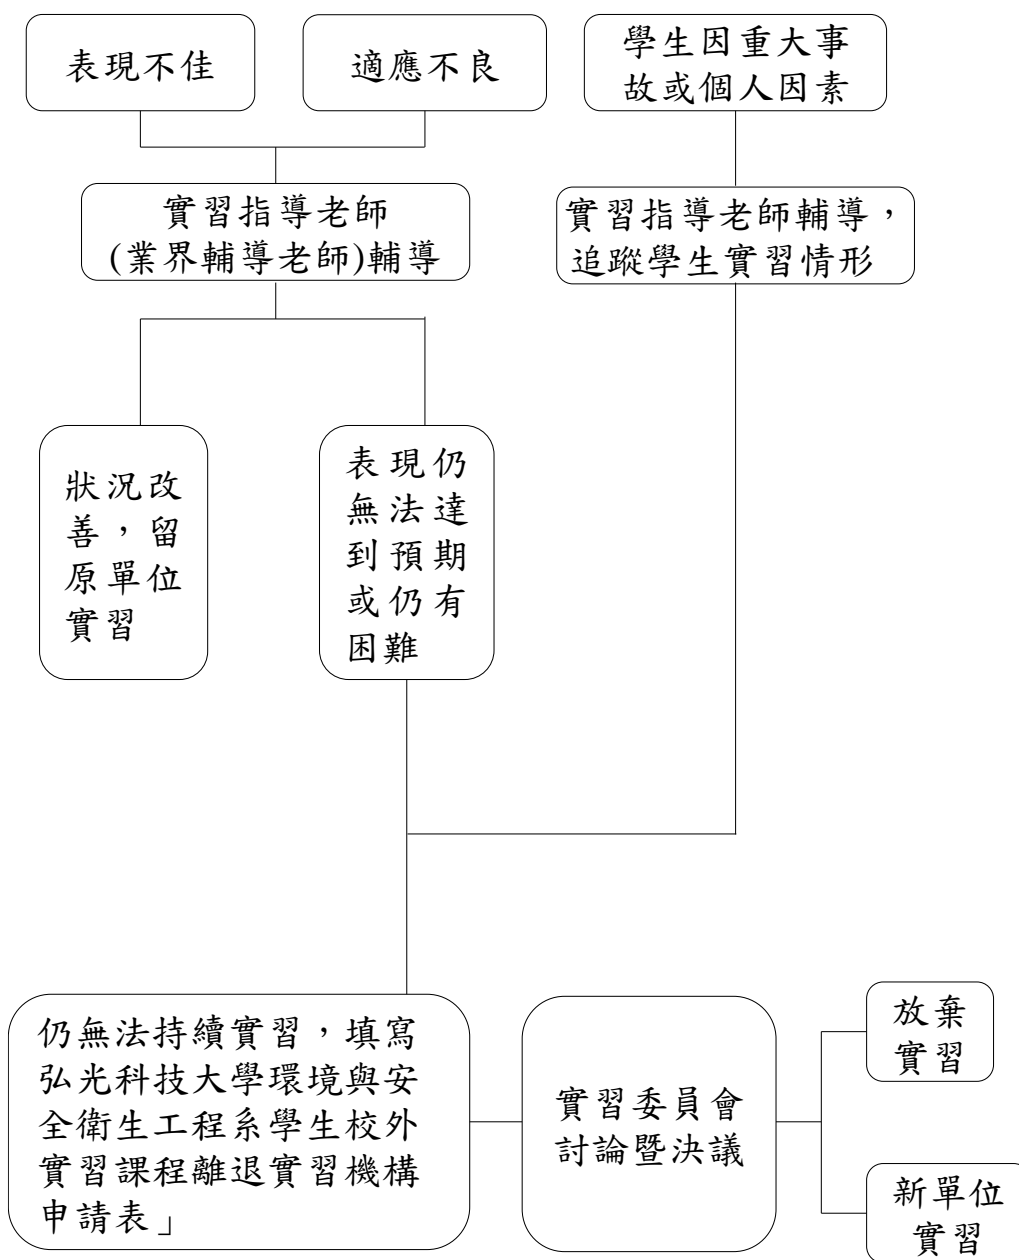 表現不佳
適應不良
學生因重大事
故或個人因素
實習指導老師
(業界輔導老師)輔導
實習指導老師輔導，
追蹤學生實習情形
狀況改
善，留
原單位
實習
表現仍
無法達
到預期
或仍有
困難
仍無法持續實習，填寫
弘光科技大學環境與安
全衛生工程系學生校外
實習課程離退實習機構
申請表」
實習委員會
討論暨決議
放棄
實習
新單位
實習